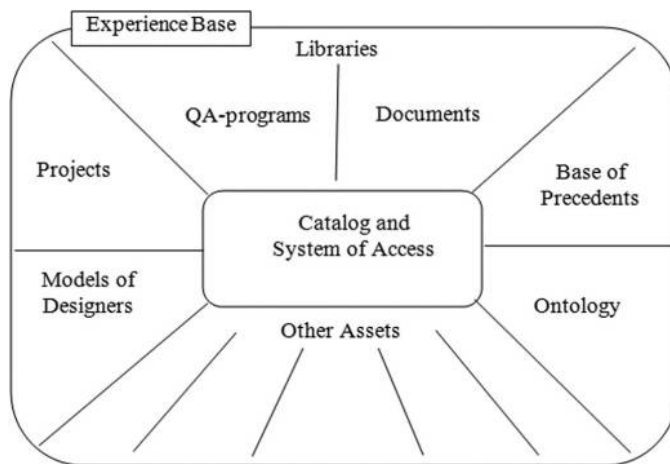 Experience Base
Libraries
QA-programs
Documents
Projects
Base of
Precedents
Catalog and
System of Access
Models of
Designers
Ontology
Other Assets